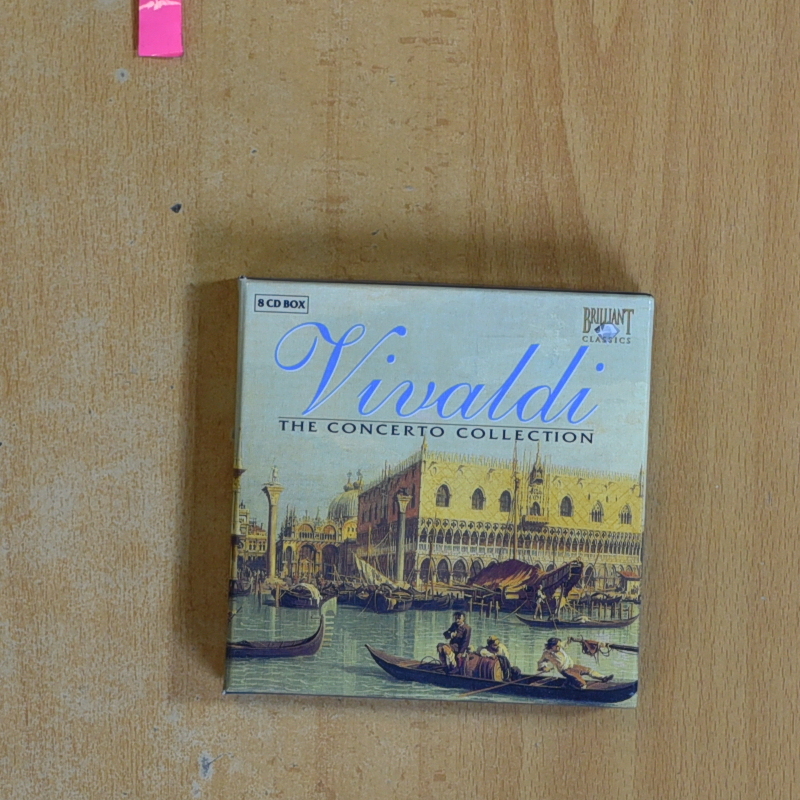 8 CD BOX
BRILLIANT
CLASSICS
Vivaldi
THE CONCERTO COLLECTION